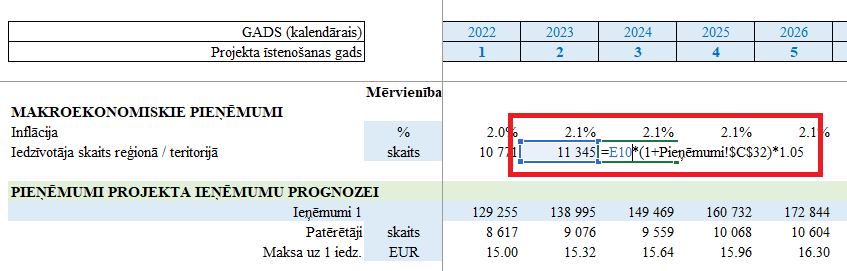 GADS (kalendārais) 2022 2023 2024 2025 2026
Projekta īstenošanas gads 1 2 3 4 5
Mērvienība
MAKROEKONOMISKIE PIEŅĒMUMI
Inflācija % 2.0% 2.1% 2.1% 2.1% 2.1%
Iedzīvotāja skaits reģionā / teritorijā skaits 10 771 11 345 =E10*(1+Pieņēmumi!$C$32)*1.05
PIEŅĒMUMI PROJEKTA IEŅĒMUMU PROGNOZEI
Ieņēmumi 1 129 255 138 995 149 469 160 732 172 844
Patērētāji skaits 8 617 9 076 9 559 10 068 10 604
Maksa uz 1 iedz. EUR 15.00 15.32 15.64 15.96 16.30